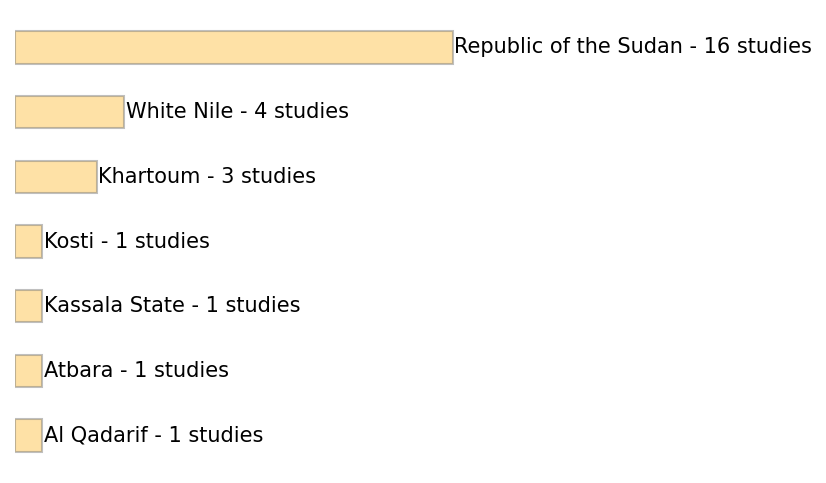 Republic of the Sudan - 16 studies
White Nile - 4 studies
Khartoum - 3 studies
Kosti - 1 studies
Kassala State - 1 studies
Atbara - 1 studies
Al Qadarif - 1 studies